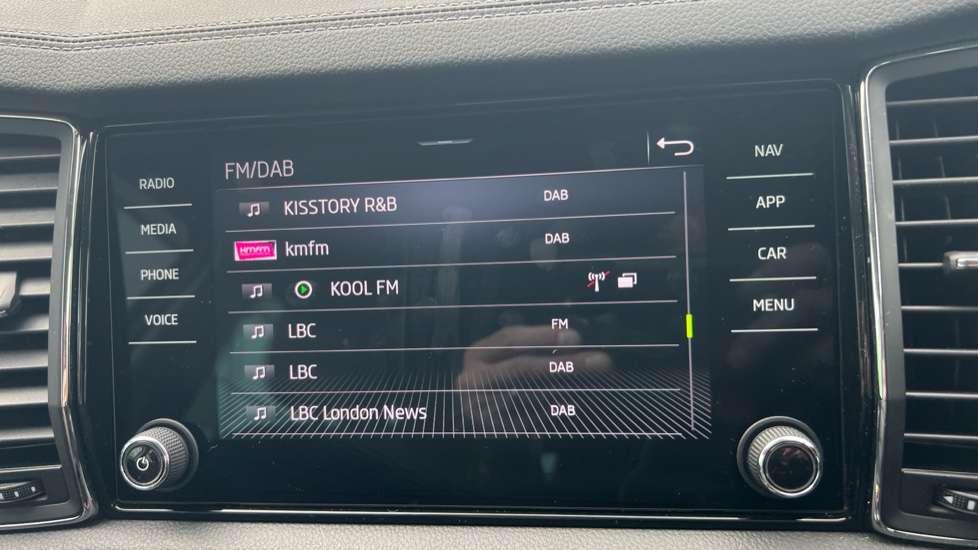 FM/DAB
RADIO
MEDIA
PHONE
VOICE
KISSTORY R&B DAB
kmfm kmfm DAB
KOOL FM
LBC FM
LBC DAB
LBC London News DAB
NAV
APP
CAR
MENU